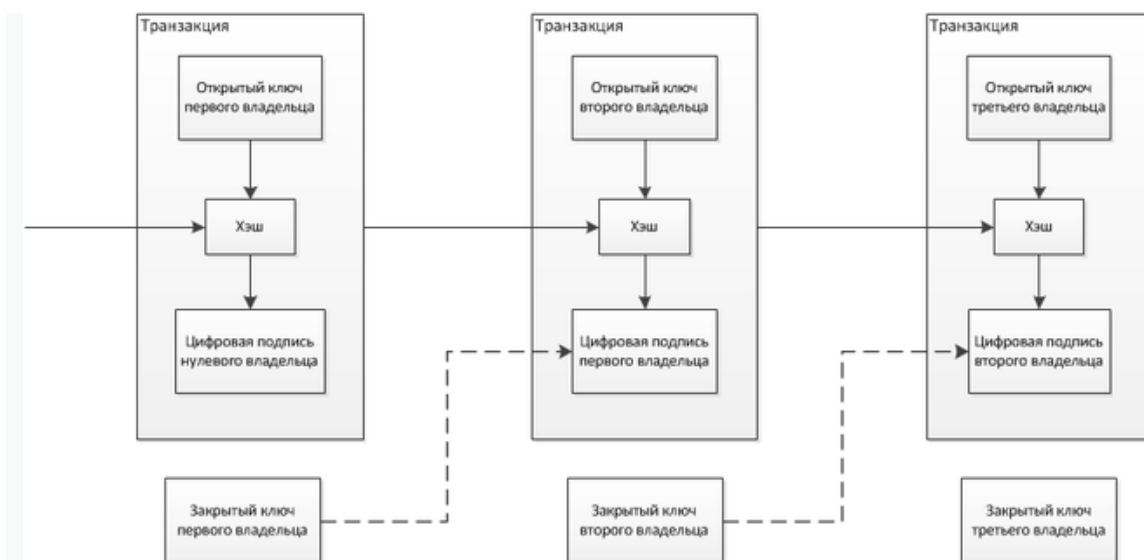 Транзакция
Открытый ключ
первого владельца
Хэш
Цифровая подпись
нулевого владельца
Транзакция
Открытый ключ
второго владельца
Хэш
Цифровая подпись
первого владельца
Транзакция
Открытый ключ
третьего владельца
Хэш
Цифровая подпись
второго владельца
Закрытый ключ
первого владельца
Закрытый ключ
второго владельца
Закрытый ключ
третьего владельца